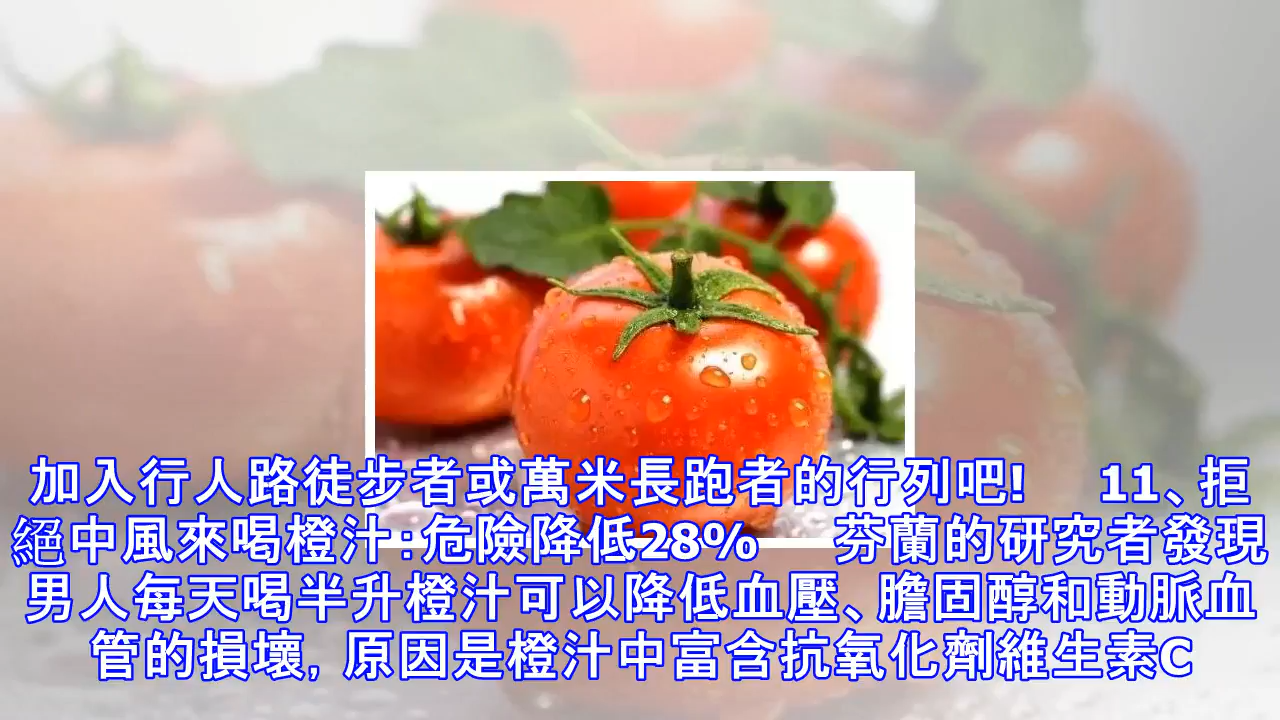 加入行人路徒步者或萬米長跑者的行列吧! 11、拒
絕中風來喝橙汁:危險降低28% 芬蘭的研究者發現
男人每天喝半升橙汁可以降低血壓、膽固醇和動脈血
管的損壞, 原因是橙汁中富含抗氧化劑維生素C